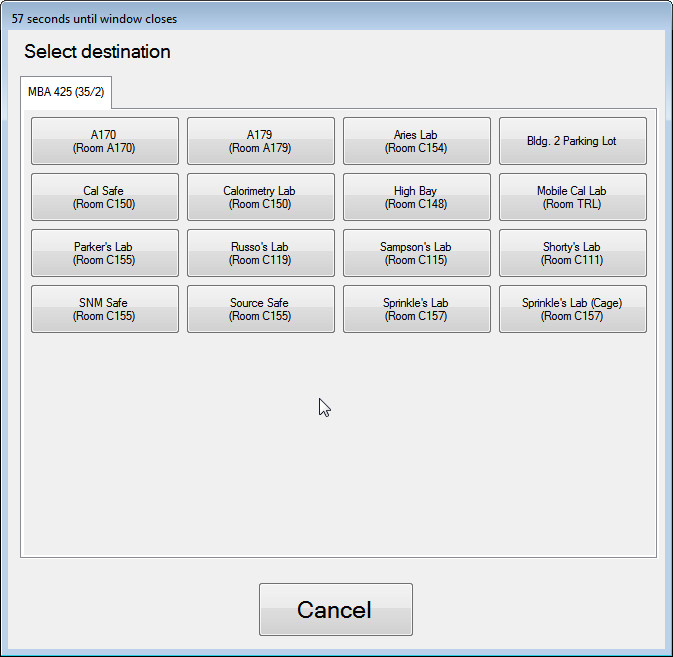 57 seconds until window closes
Select destination
MBA 425 (35/2)
A170
(Room A170)
A179
(Room A179)
Aries Lab
(Room C154)
Bldg. 2 Parking Lot
Cal Safe
(Room C150)
Calorimetry Lab
(Room C150)
High Bay
(Room C148)
Mobile Cal Lab
(Room TRL)
Parker's Lab
(Room C155)
Russo's Lab
(Room C119)
Sampson's Lab
(Room C115)
Shorty's Lab
(Room C111)
SNM Safe
(Room C155)
Source Safe
(Room C155)
Sprinkle's Lab
(Room C157)
Sprinkle's Lab (Cage)
(Room C157)
Cancel